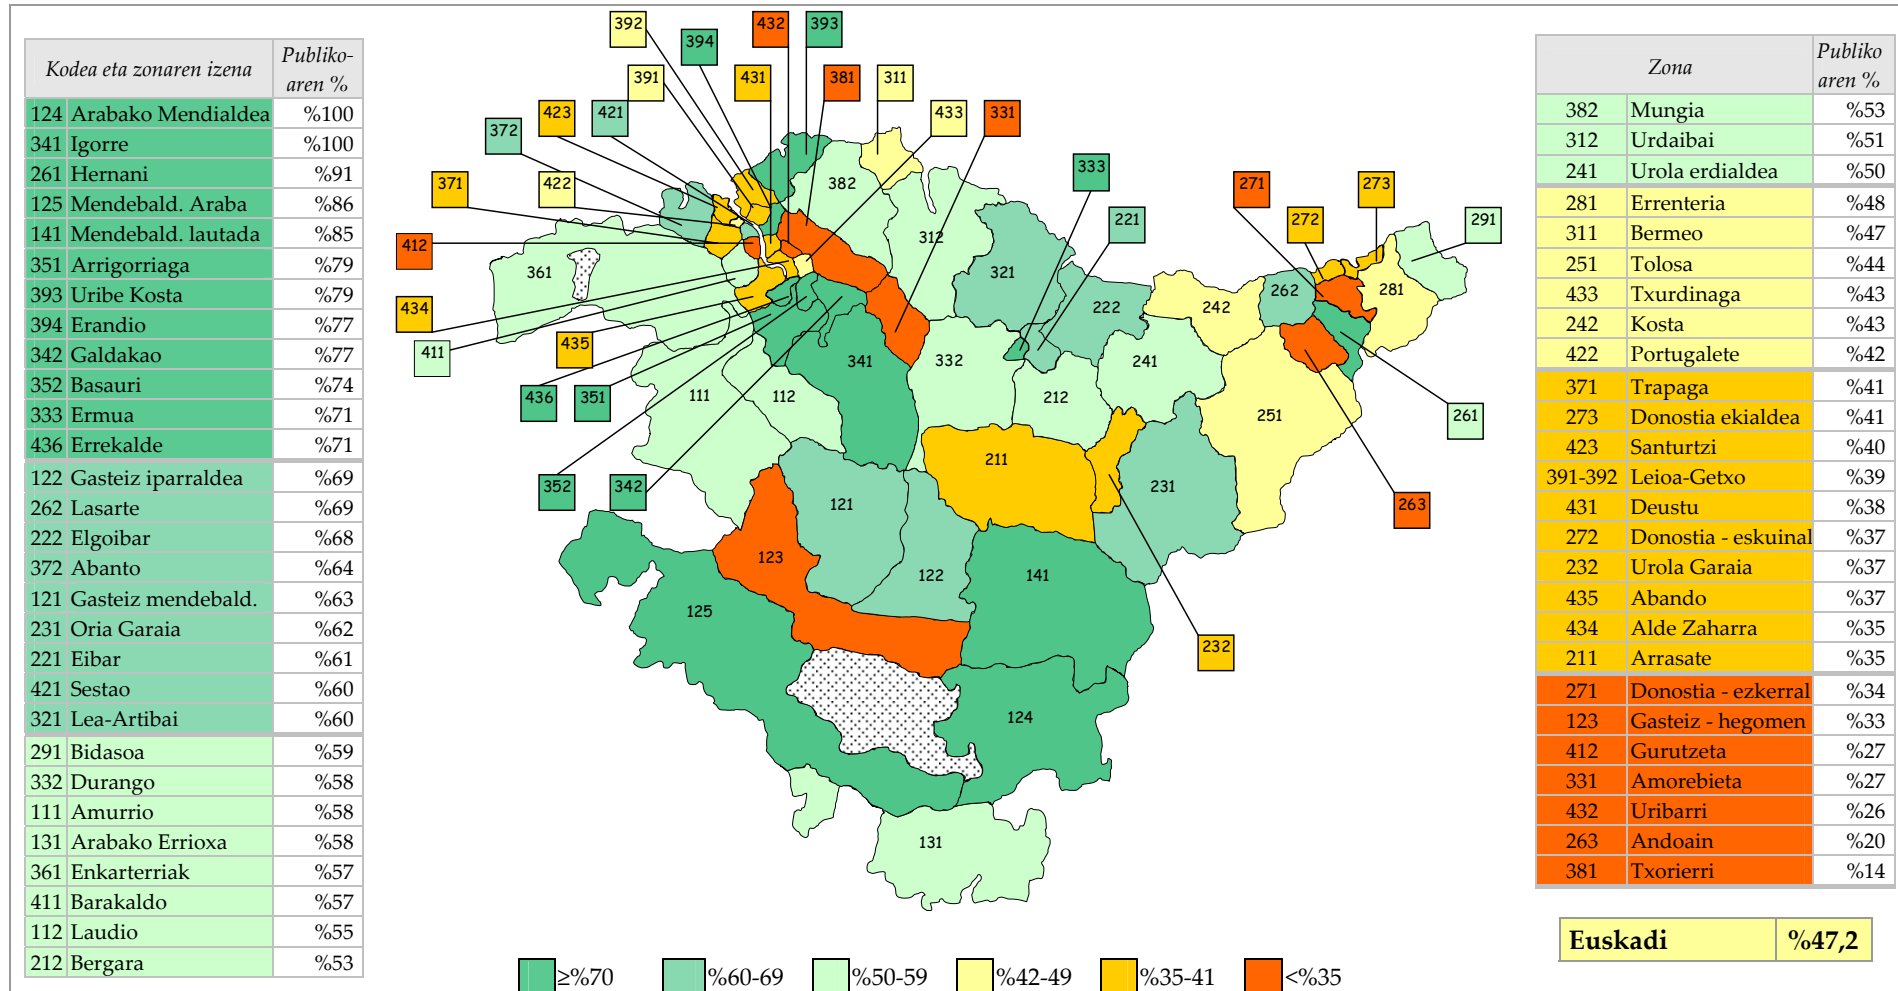 Kodea eta zonaren izena Publiko-aren %
124 Arabako Mendialdea %100
341 Igorre %100
261 Hernani %91
125 Mendebald. Araba %86
141 Mendebald. lautada %85
351 Arrigorriaga %79
393 Uribe Kosta %79
394 Erandio %77
342 Galdakao %77
352 Basauri %74
333 Ermua %71
436 Errekalde %71
122 Gasteiz iparraldea %69
262 Lasarte %69
222 Elgoibar %68
372 Abanto %64
121 Gasteiz mendebald. %63
231 Oria Garaia %62
221 Eibar %61
421 Sestao %60
321 Lea-Artibai %60
291 Bidasoa %59
332 Durango %58
111 Amurrio %58
131 Arabako Errioxa %58
361 Enkarterriak %57
411 Barakaldo %57
112 Laudio %55
212 Bergara %53
392
432
393
394
391
431
381
311
423
421
433
331
372
333
371
422
382
271
273
412
312
221
272
291
361
321
262
281
434
222
242
411
435
341
332
241
436
351
111
112
212
251
261
352
342
211
121
231
263
123
122
141
125
232
124
131
Zona Publiko aren %
382 Mungia %53
312 Urdaibai %51
241 Urola erdialdea %50
281 Errenteria %48
311 Bermeo %47
251 Tolosa %44
433 Txurdinaga %43
242 Kosta %43
422 Portugalete %42
371 Trapaga %41
273 Donostia ekialdea %41
423 Santurtzi %40
391-392 Leioa-Getxo %39
431 Deustu %38
272 Donostia - eskuinal %37
232 Urola Garaia %37
435 Abando %37
434 Alde Zaharra %35
211 Arrasate %35
271 Donostia - ezkerral %34
123 Gasteiz - hegomen %33
412 Gurutzeta %27
331 Amorebieta %27
432 Uribarri %26
263 Andoain %20
381 Txorierri %14
Euskadi %47,2
≥%70 %60-69 %50-59 %42-49 %35-41 <%35